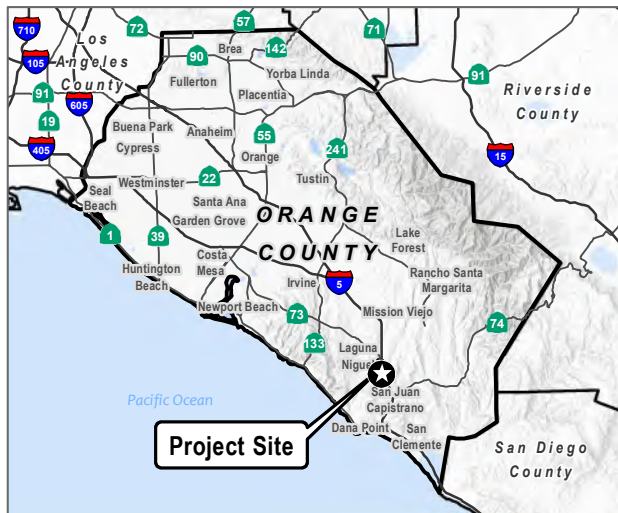 710
72
57
71
Los
Angeles
County
105
90
Brea
142
Fullerton
Yorba Linda
91
91
Riverside
County
605
Placentia
19
Buena Park
Anaheim
55
405
Cypress
Orange
241
15
Westminster
22
Tustin
Seal
Beach
Santa Ana
Garden Grove
ORANGE
COUNTY
1
39
Costa
Mesa
Lake
Forest
Huntington
Beach
Irvine
5
Rancho Santa
Margarita
Newport Beach
73
Mission Viejo
74
133
Laguna
Niguel
Pacific Ocean
San Juan
Capistrano
Project Site
Dana Point
San
Clemente
San Diego
County